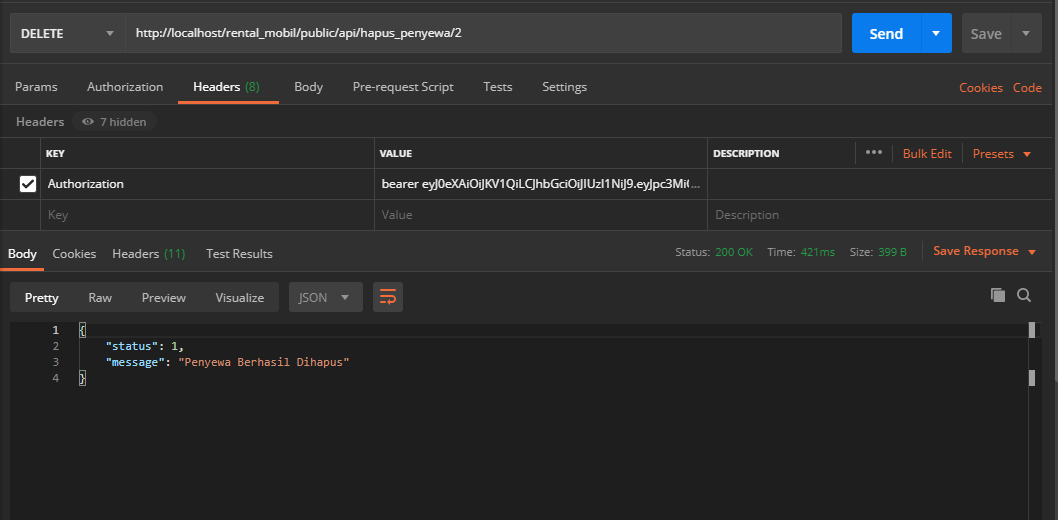 DELETE http://localhost/rental_mobil/public/api/hapus_penyewa/2 Send Save
Params Authorization Headers (8) Body Pre-request Script Tests Settings Cookies Code
Headers 7 hidden
KEY VALUE DESCRIPTION ••• Bulk Edit Presets
Authorization bearer eyJ0eXAiOiJKV1QiLCJhbGciOiJIUzI1NiJ9.eyJpc3Mi...
Key Value Description
Body Cookies Headers (11) Test Results Status: 200 OK Time: 421ms Size: 399 B Save Response
Pretty Raw Preview Visualize JSON
1 {
2 "status": 1,
3 "message": "Penyewa Berhasil Dihapus"
4 }